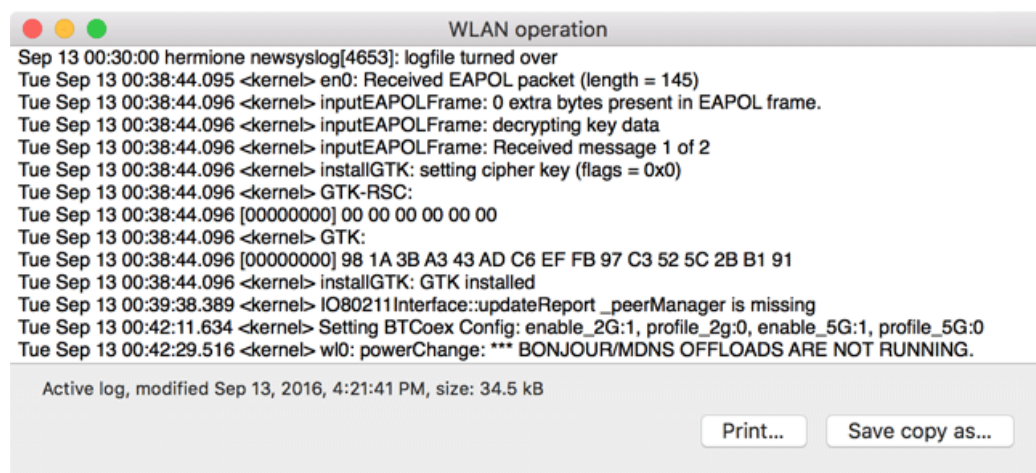 WLAN operation
Sep 13 00:30:00 hermione newsyslog[4653]: logfile turned over
Tue Sep 13 00:38:44.095 <kernel> en0: Received EAPOL packet (length = 145)
Tue Sep 13 00:38:44.096 <kernel> inputEAPOLFrame: 0 extra bytes present in EAPOL frame.
Tue Sep 13 00:38:44.096 <kernel> inputEAPOLFrame: decrypting key data
Tue Sep 13 00:38:44.096 <kernel> inputEAPOLFrame: Received message 1 of 2
Tue Sep 13 00:38:44.096 <kernel> installGTK: setting cipher key (flags = 0x0)
Tue Sep 13 00:38:44.096 <kernel> GTK-RSC:
Tue Sep 13 00:38:44.096 [00000000] 00 00 00 00 00 00
Tue Sep 13 00:38:44.096 <kernel> GTK:
Tue Sep 13 00:38:44.096 [00000000] 98 1A 3B A3 43 AD C6 EF FB 97 C3 52 5C 2B B1 91
Tue Sep 13 00:38:44.096 <kernel> installGTK: GTK installed
Tue Sep 13 00:39:38.389 <kernel> IO80211Interface::updateReport _peerManager is missing
Tue Sep 13 00:42:11.634 <kernel> Setting BTCoex Config: enable_2G:1, profile_2g:0, enable_5G:1, profile_5G:0
Tue Sep 13 00:42:29.516 <kernel> wl0: powerChange: *** BONJOUR/MDNS OFFLOADS ARE NOT RUNNING.
Active log, modified Sep 13, 2016, 4:21:41 PM, size: 34.5 kB
Print... Save copy as...